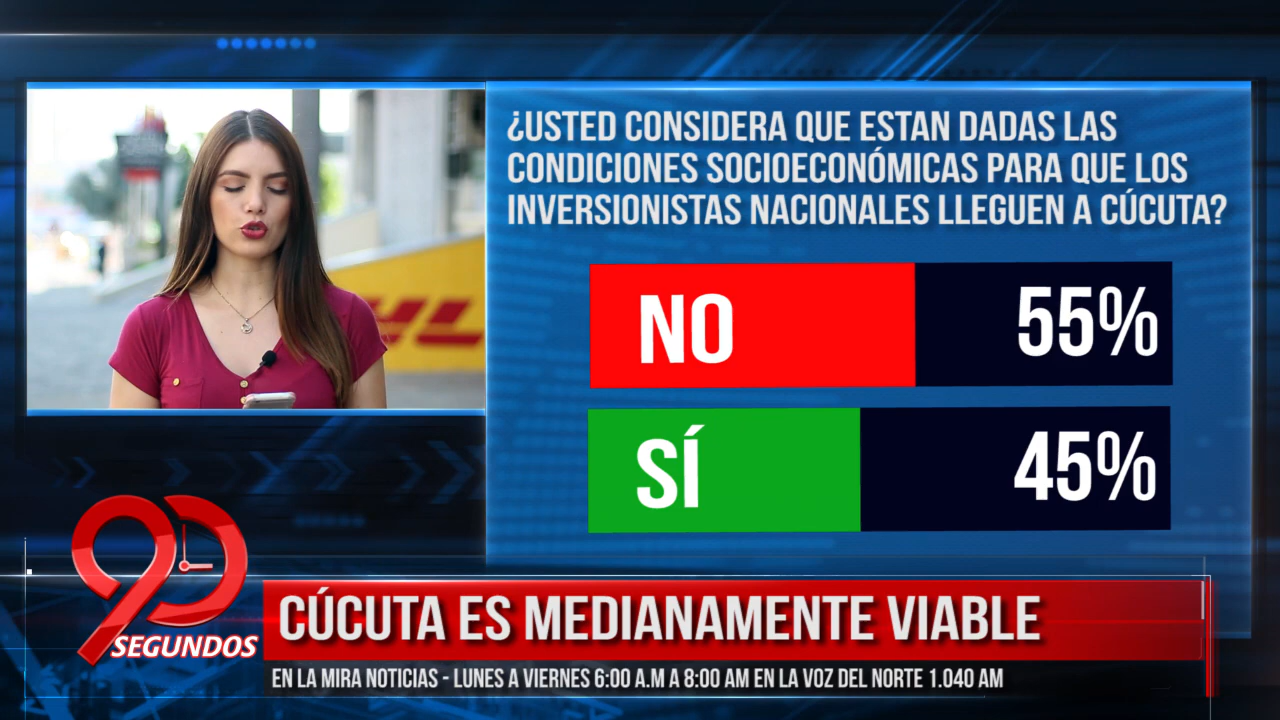 ¿USTED CONSIDERA QUE ESTAN DADAS LAS
CONDICIONES SOCIOECONÓMICAS PARA QUE LOS
INVERSIONISTAS NACIONALES LLEGUEN A CÚCUTA?
NO 55%
SÍ 45%
HL
90
SEGUNDOS
CÚCUTA ES MEDIANAMENTE VIABLE
EN LA MIRA NOTICIAS - LUNES A VIERNES 6:00 A.M A 8:00 AM EN LA VOZ DEL NORTE 1.040 AM